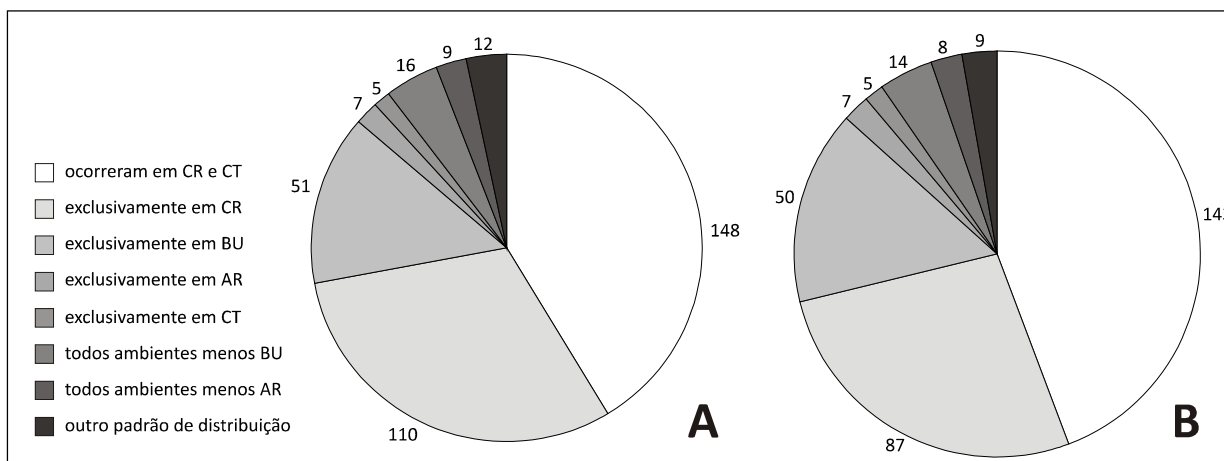 ocorreram em CR e CT
exclusivamente em CR
exclusivamente em BU
exclusivamente em AR
exclusivamente em CT
todos ambientes menos BU
todos ambientes menos AR
outro padrão de distribuição
12
9
16
5
7
51
148
110
A
9
8
14
5
7
50
87
B